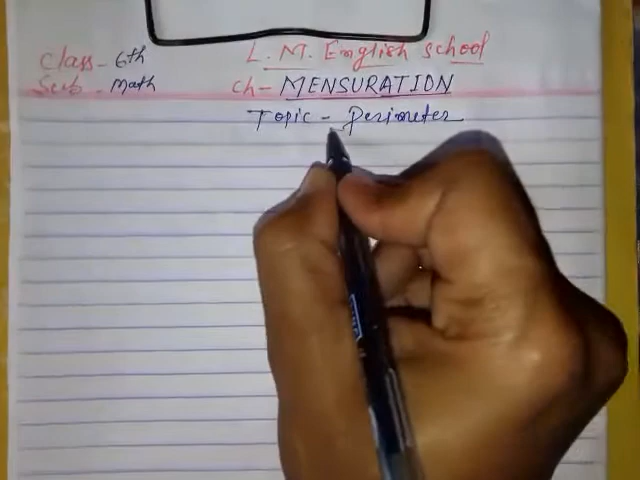 L. M. English school
Class - 6th
Sub - Math
Ch - MENSURATION
Topic - Perimeter